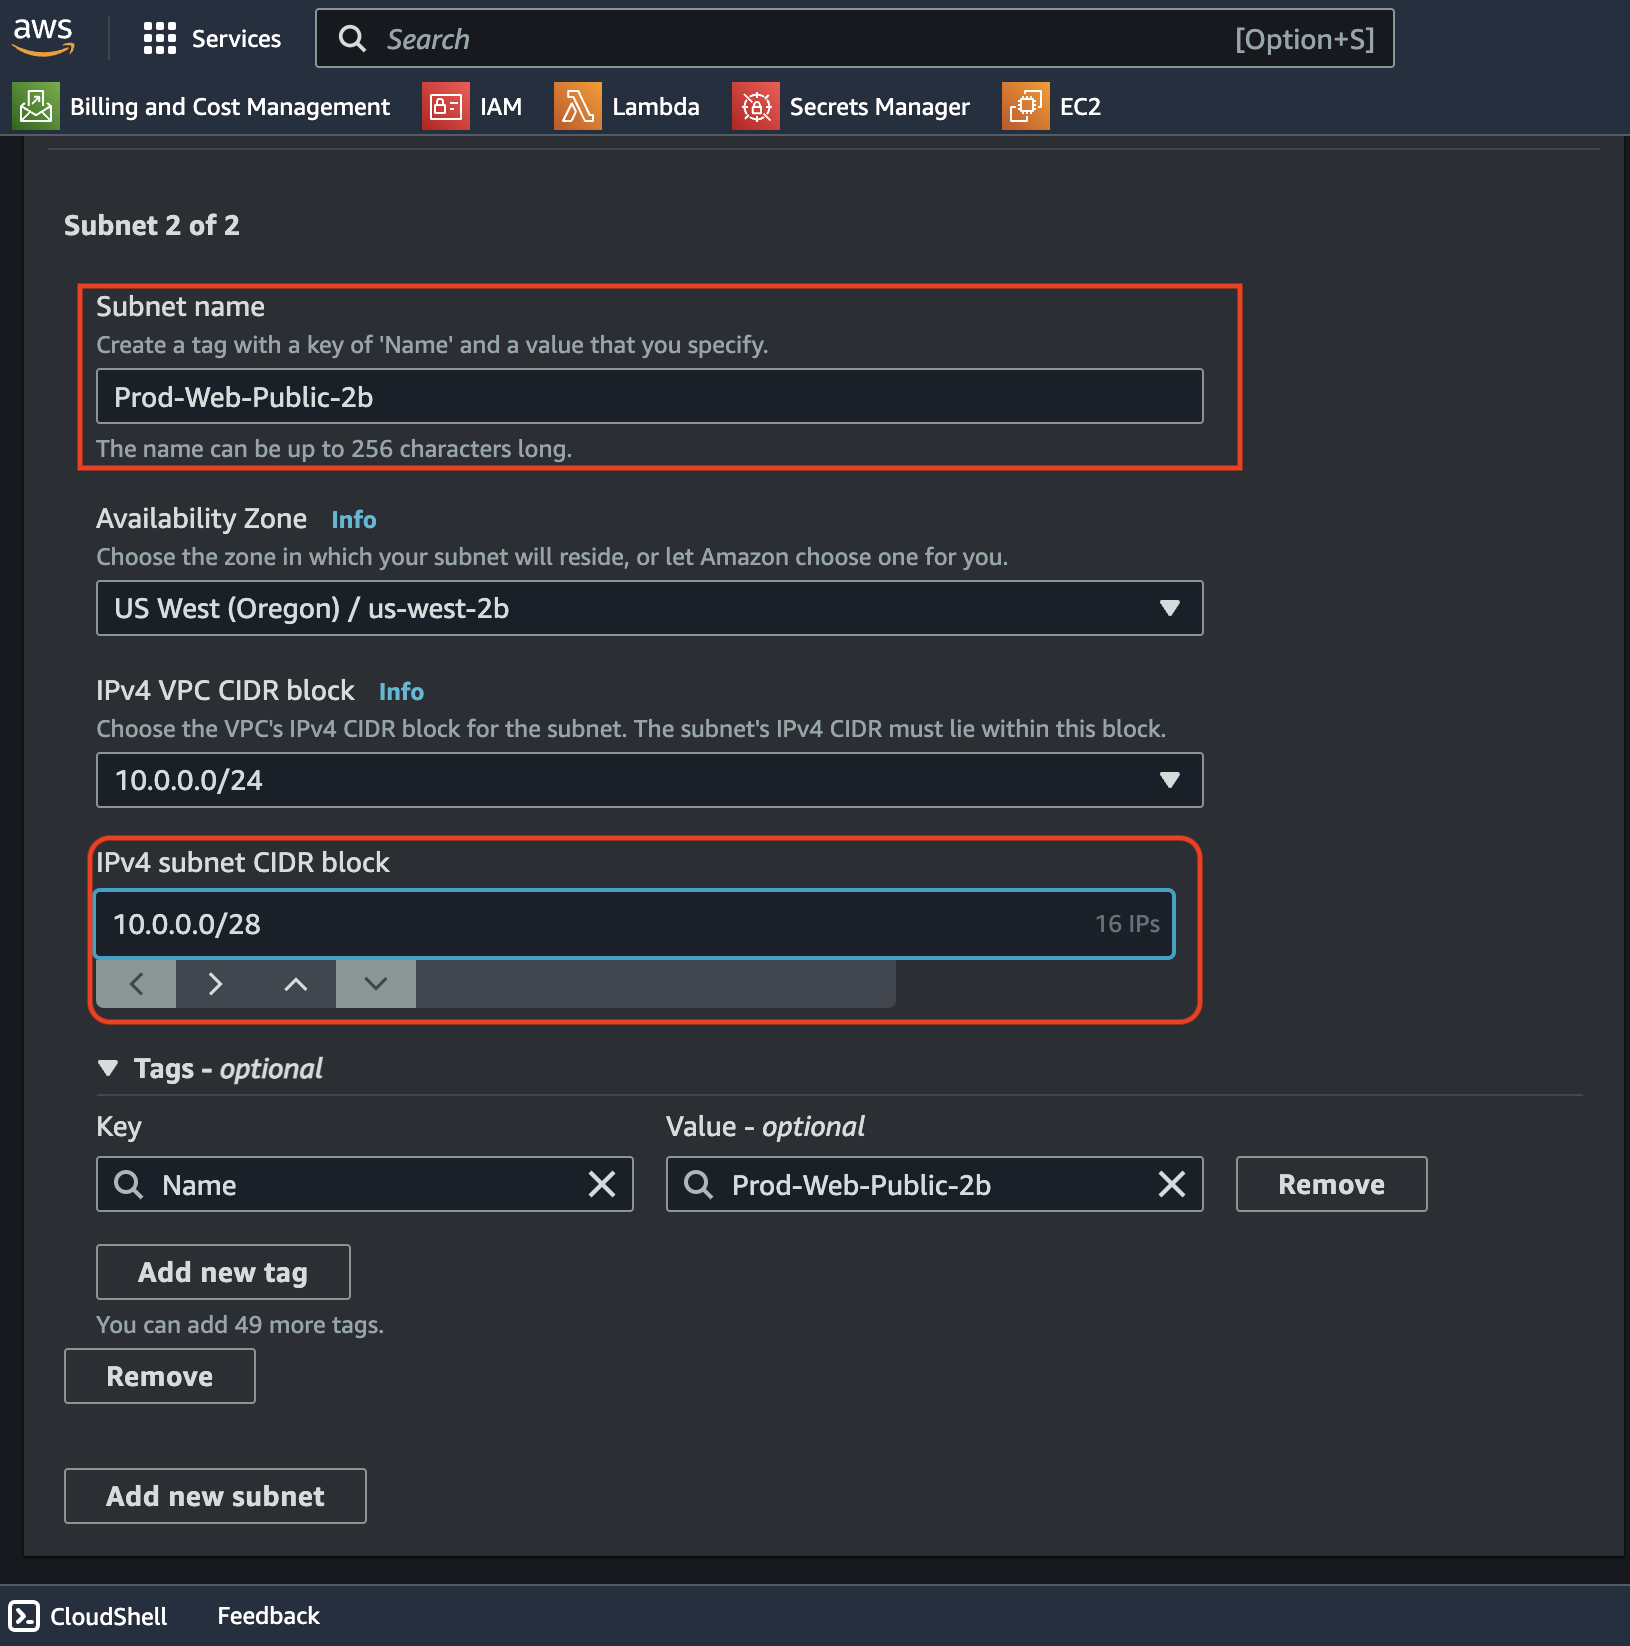 aws
Services
Search
[Option+S]
Billing and Cost Management
IAM
Lambda
Secrets Manager
EC2
Subnet 2 of 2
Subnet name
Create a tag with a key of 'Name' and a value that you specify.
Prod-Web-Public-2b
The name can be up to 256 characters long.
Availability Zone Info
Choose the zone in which your subnet will reside, or let Amazon choose one for you.
US West (Oregon) / us-west-2b
IPv4 VPC CIDR block Info
Choose the VPC's IPv4 CIDR block for the subnet. The subnet's IPv4 CIDR must lie within this block.
10.0.0.0/24
IPv4 subnet CIDR block
10.0.0.0/28
16 IPs
Tags - optional
Key
Value - optional
Name
Prod-Web-Public-2b
Remove
Add new tag
You can add 49 more tags.
Remove
Add new subnet
CloudShell
Feedback